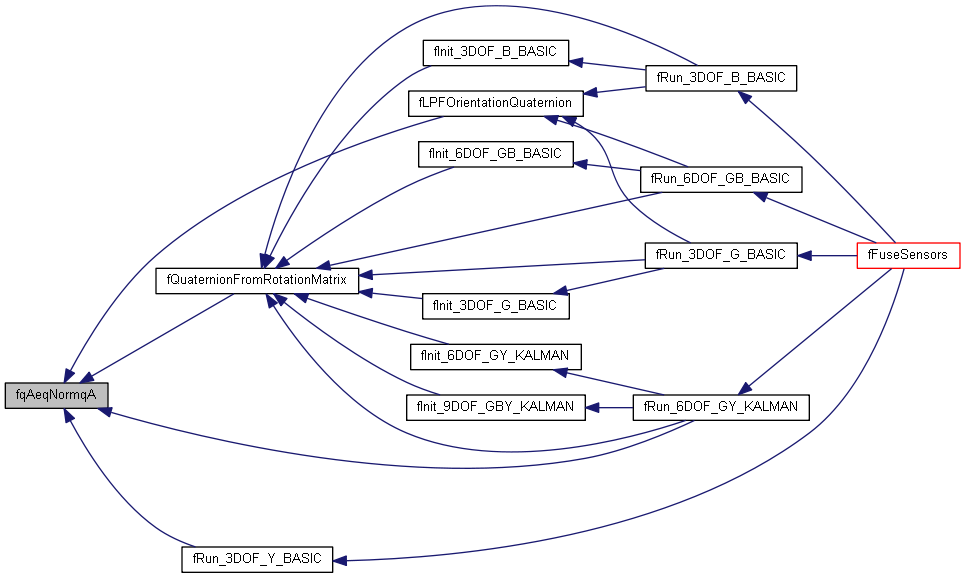 fInit_3DOF_B_BASIC
fRun_3DOF_B_BASIC
fLPFOrientationQuaternion
fInit_6DOF_GB_BASIC
fRun_6DOF_GB_BASIC
fRun_3DOF_G_BASIC
fFuseSensors
fQuaternionFromRotationMatrix
fInit_3DOF_G_BASIC
fInit_6DOF_GY_KALMAN
fqAeqNormqA
fInit_9DOF_GBY_KALMAN
fRun_6DOF_GY_KALMAN
fRun_3DOF_Y_BASIC